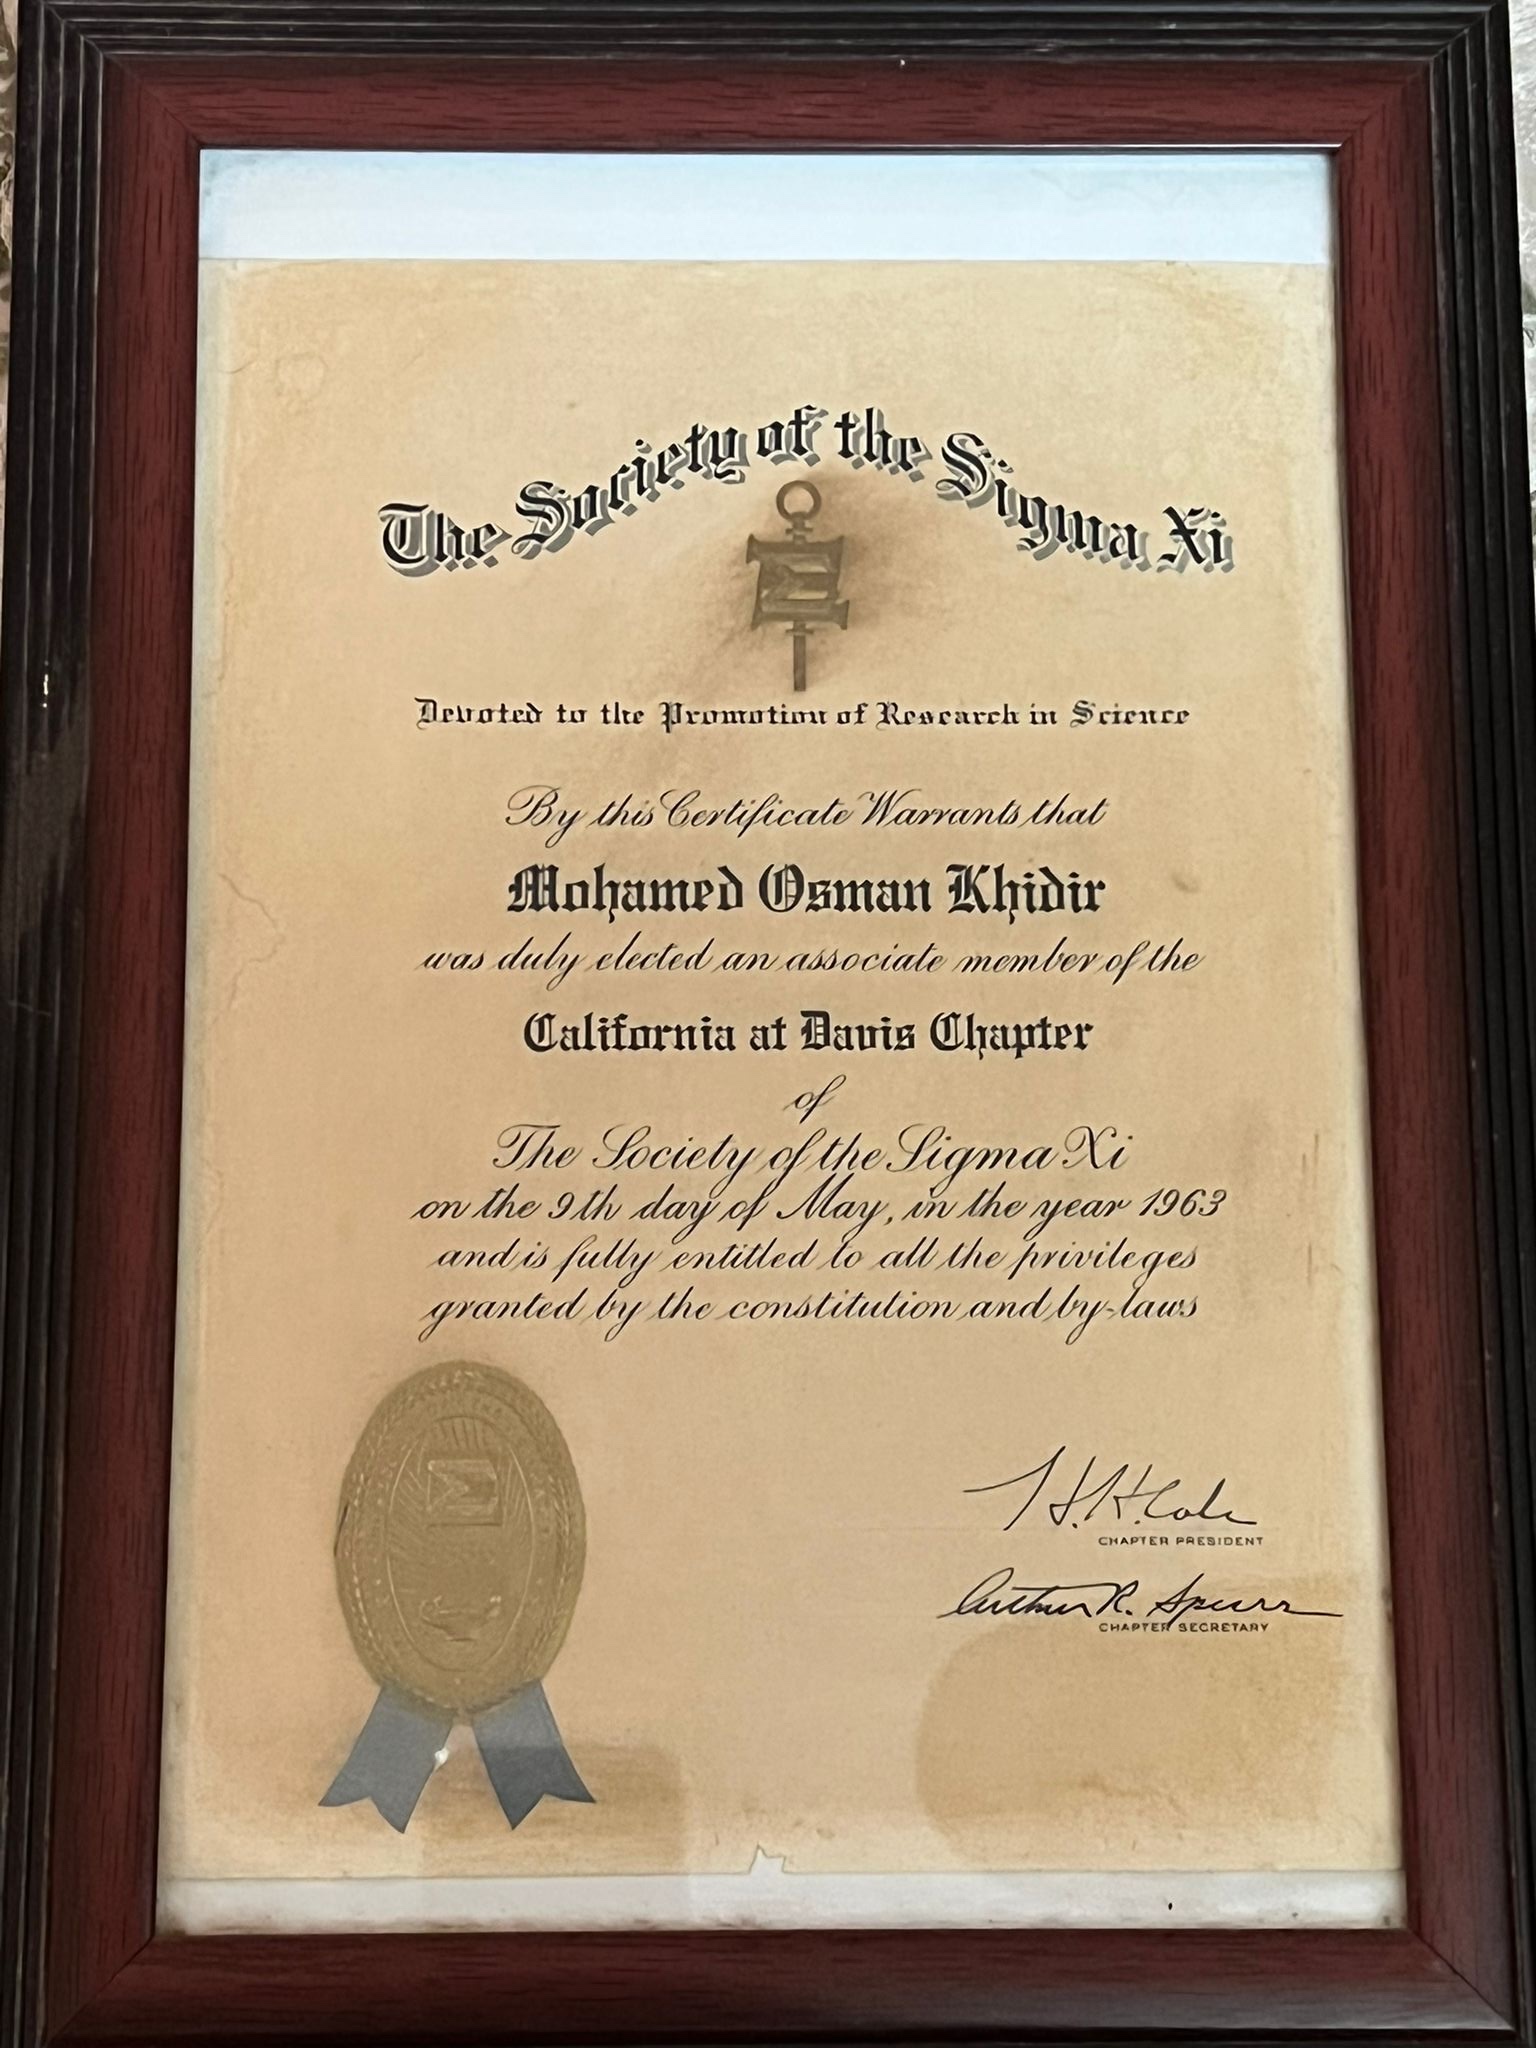 The Society of the Sigma Xi
Devoted to the Promotion of Research in Science
By this Certificate Warrants that
Mohamed Osman Khidir
was duly elected an associate member of the
California at Davis Chapter
of
The Society of the Sigma Xi
on the 9th day of May, in the year 1963
and is fully entitled to all the privileges
granted by the constitution and by-laws
H. H. Cole
CHAPTER PRESIDENT
Arthur R. Spurr
CHAPTER SECRETARY